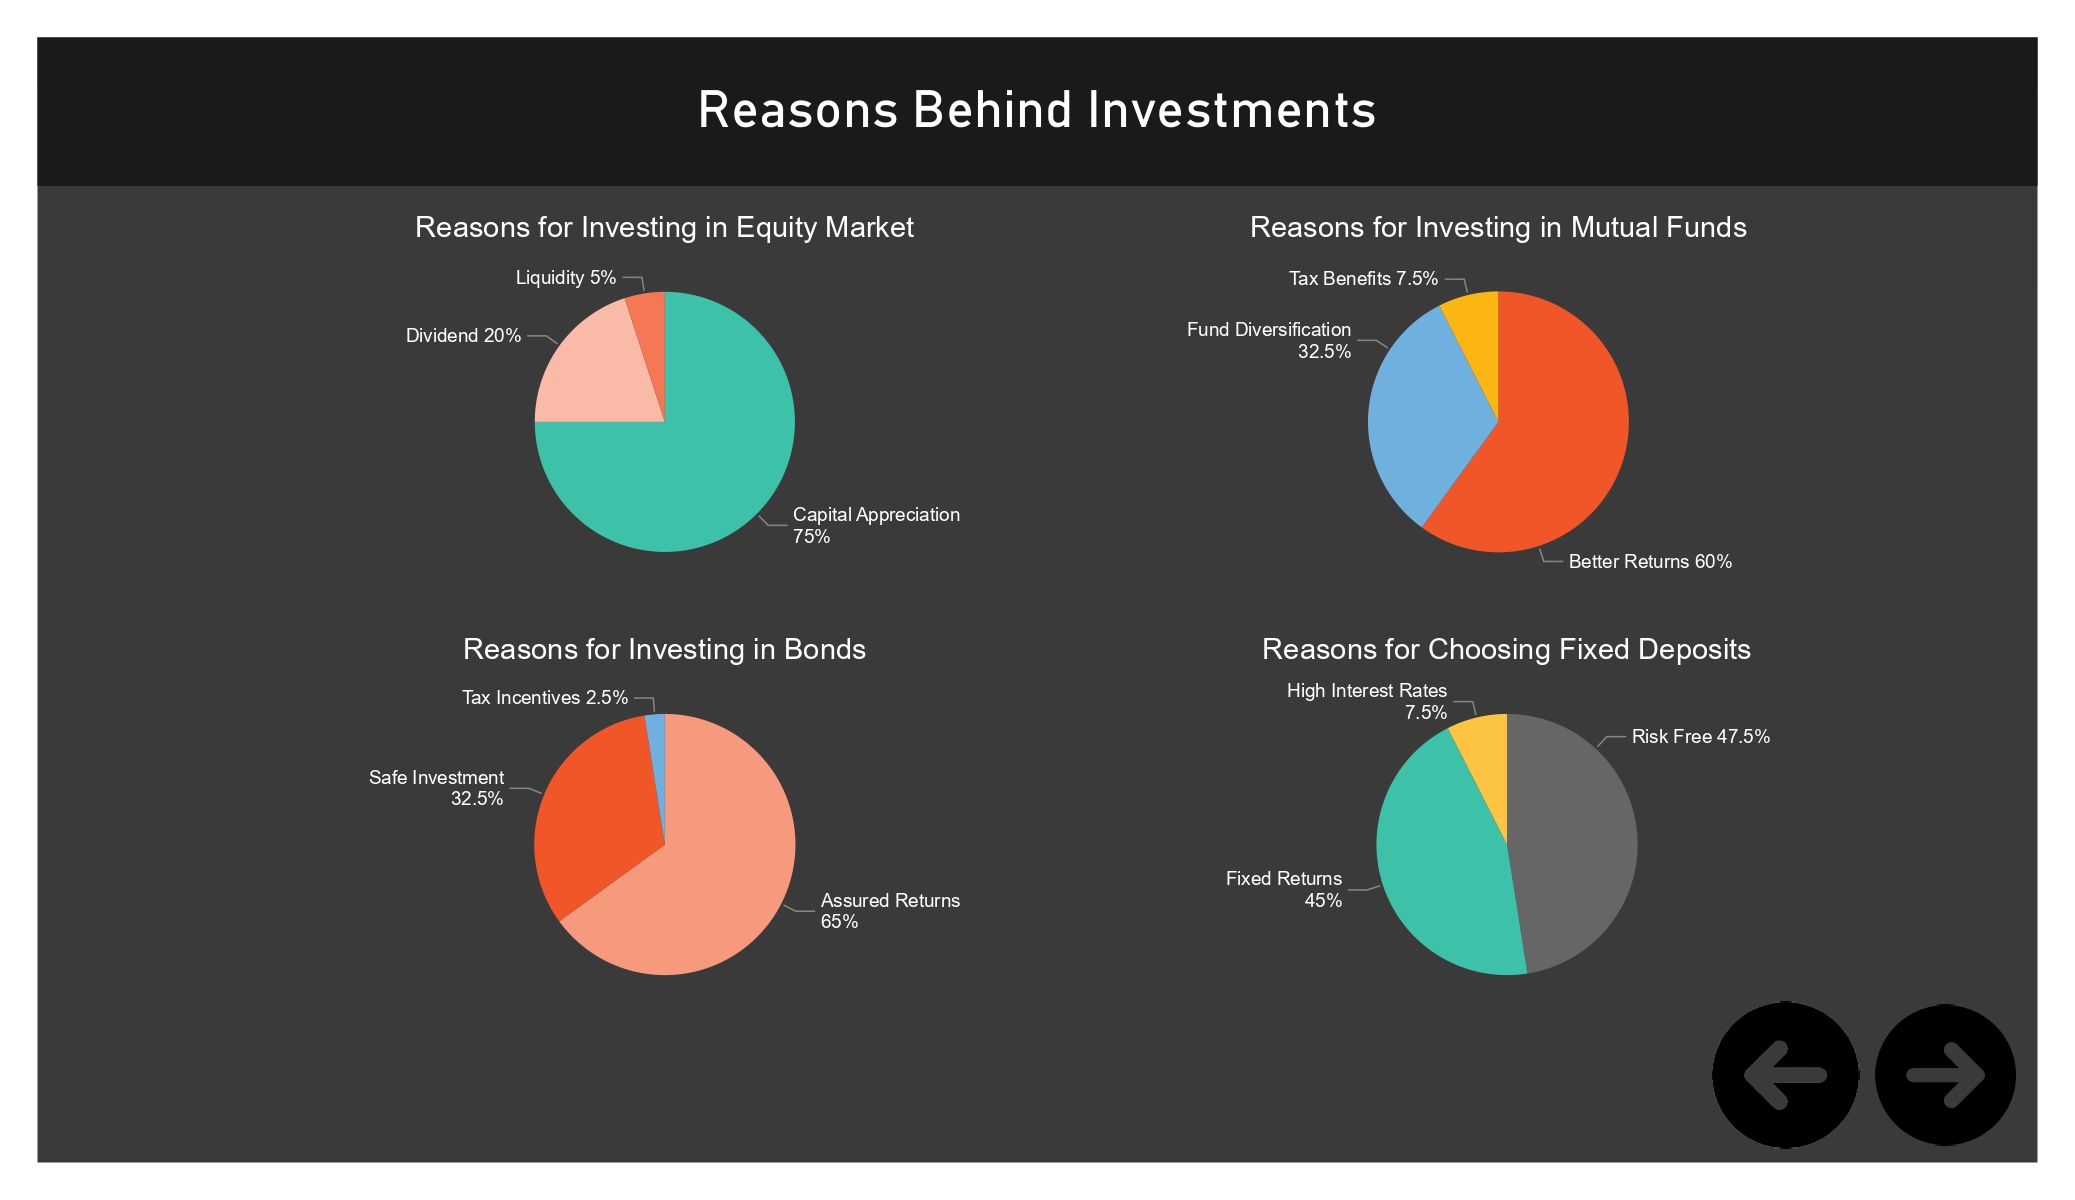 Reasons Behind Investments
Reasons for Investing in Equity Market
Liquidity 5%
Dividend 20%
Capital Appreciation
75%
Reasons for Investing in Mutual Funds
Tax Benefits 7.5%
Fund Diversification
32.5%
Better Returns 60%
Reasons for Investing in Bonds
Tax Incentives 2.5%
Safe Investment
32.5%
Assured Returns
65%
Reasons for Choosing Fixed Deposits
High Interest Rates
7.5%
Risk Free 47.5%
Fixed Returns
45%